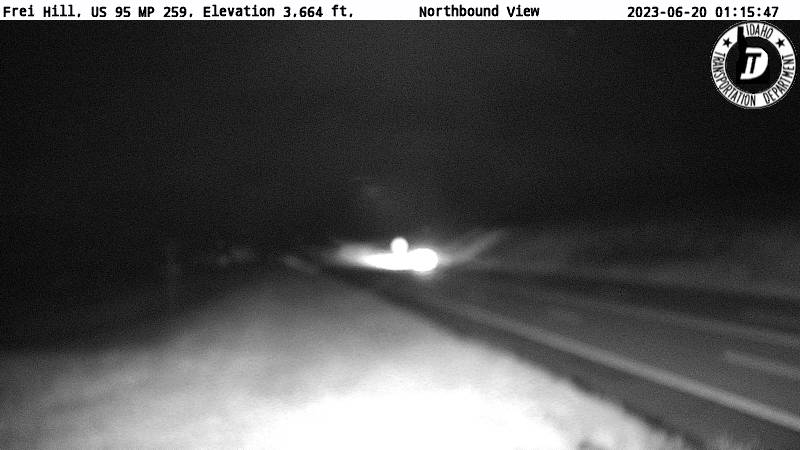 Frei Hill, US 95 MP 259, Elevation 3,664 ft, Northbound View 2023-06-20 01:15:47
IDAHO
TRANSPORTATION DEPARTMENT